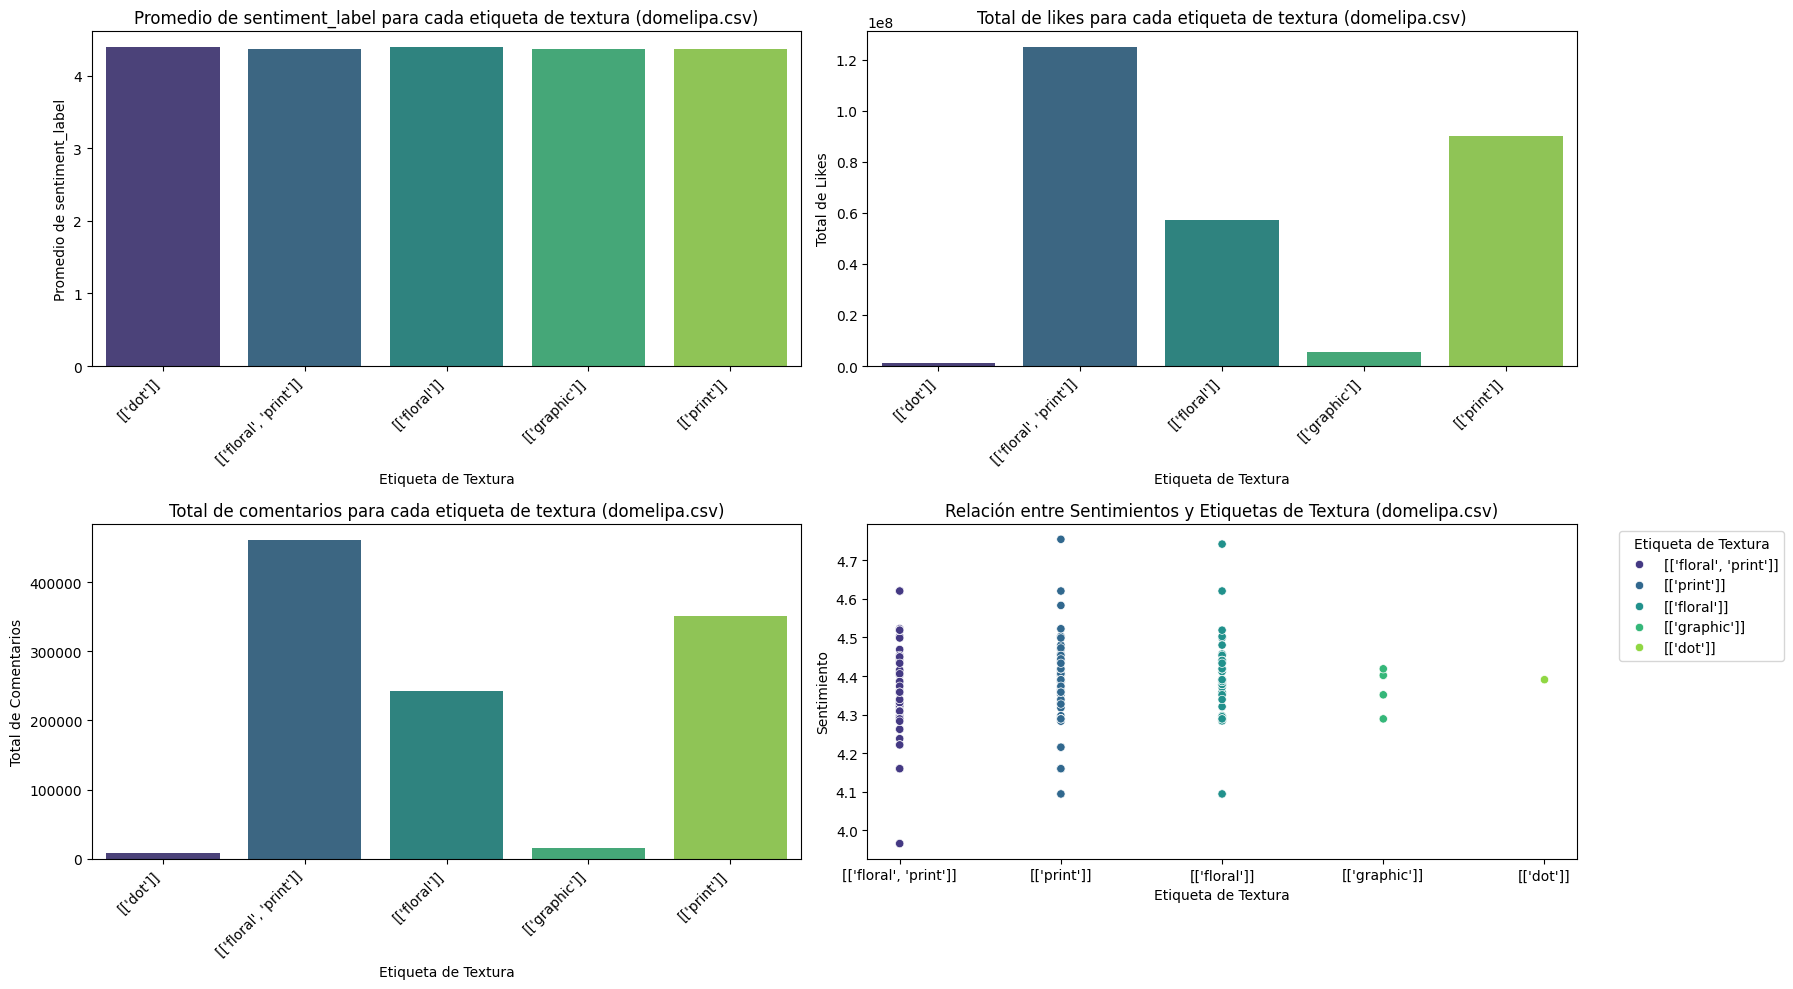 Promedio de sentiment_label para cada etiqueta de textura (domelipa.csv)
Promedio de sentiment_label
4
3
2
1
0
[['dot']]
[['floral', 'print']]
[['floral']]
[['graphic']]
[['print']]
Etiqueta de Textura
Total de likes para cada etiqueta de textura (domelipa.csv)
1e8
Total de Likes
1.2
1.0
0.8
0.6
0.4
0.2
0.0
[['dot']]
[['floral', 'print']]
[['floral']]
[['graphic']]
[['print']]
Etiqueta de Textura
Total de comentarios para cada etiqueta de textura (domelipa.csv)
Total de Comentarios
400000
300000
200000
100000
0
[['dot']]
[['floral', 'print']]
[['floral']]
[['graphic']]
[['print']]
Etiqueta de Textura
Relación entre Sentimientos y Etiquetas de Textura (domelipa.csv)
Sentimiento
4.7
4.6
4.5
4.4
4.3
4.2
4.1
4.0
[['floral', 'print']]
[['print']]
[['floral']]
[['graphic']]
[['dot']]
Etiqueta de Textura
Etiqueta de Textura
[['floral', 'print']]
[['print']]
[['floral']]
[['graphic']]
[['dot']]